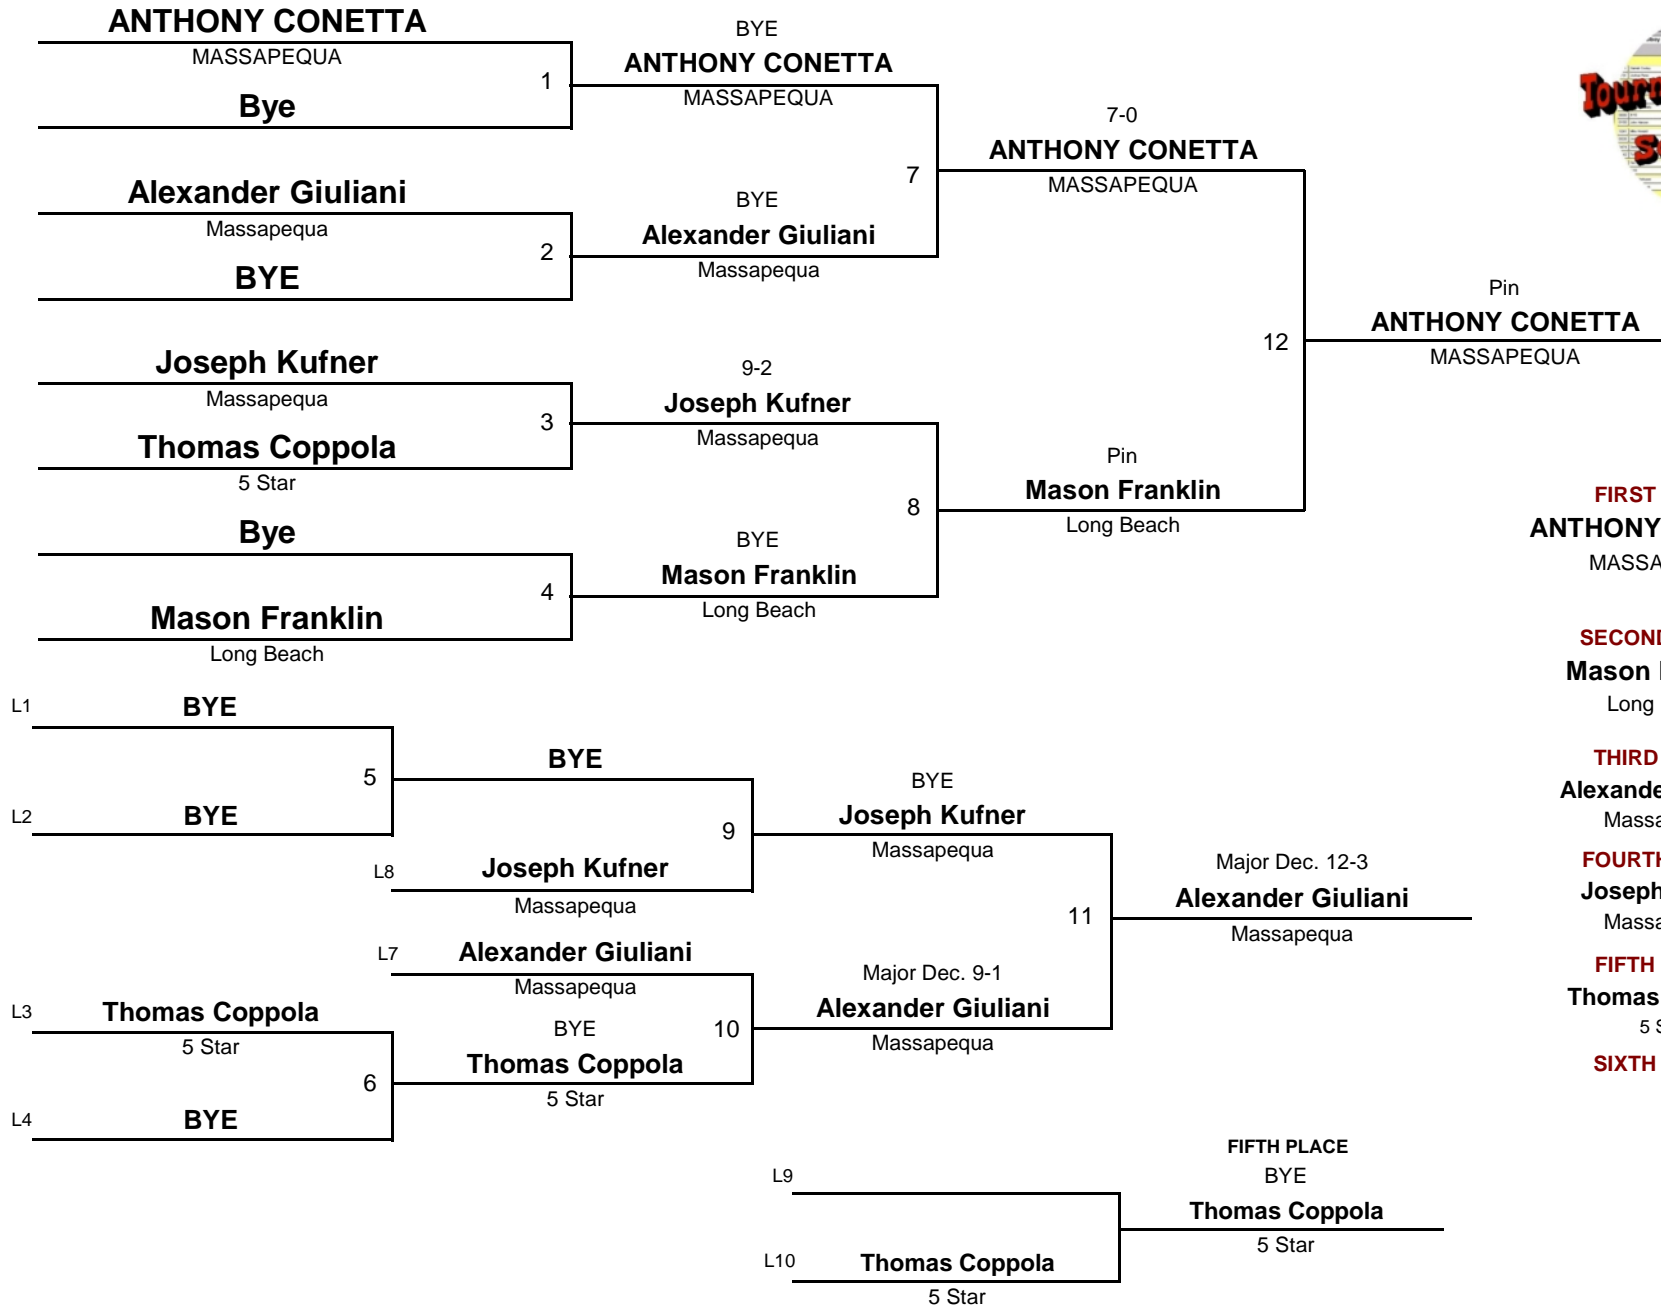 ANTHONY CONETTA
MASSAPEQUA
1
Bye
Alexander Giuliani
Massapequa
2
BYE
Joseph Kufner
Massapequa
3
Thomas Coppola
5 Star
Bye
4
Mason Franklin
Long Beach
BYE
ANTHONY CONETTA
MASSAPEQUA
7
BYE
Alexander Giuliani
Massapequa
9-2
Joseph Kufner
Massapequa
8
BYE
Mason Franklin
Long Beach
7-0
ANTHONY CONETTA
MASSAPEQUA
12
Pin
Mason Franklin
Long Beach
Pin
ANTHONY CONETTA
MASSAPEQUA
L1
BYE
5
L2
BYE
BYE
9
L8
Joseph Kufner
Massapequa
L7
Alexander Giuliani
Massapequa
10
L3
Thomas Coppola
5 Star
6
L4
BYE
BYE
Thomas Coppola
5 Star
BYE
Joseph Kufner
Massapequa
11
Major Dec. 9-1
Alexander Giuliani
Massapequa
Major Dec. 12-3
Alexander Giuliani
Massapequa
L9
L10
Thomas Coppola
5 Star
FIFTH PLACE
BYE
Thomas Coppola
5 Star
FIRST
ANTHONY
MASSA
SECOND
Mason
Long
THIRD
Alexande
Massa
FOURTH
Joseph
Massa
FIFTH
Thomas
5
SIXTH